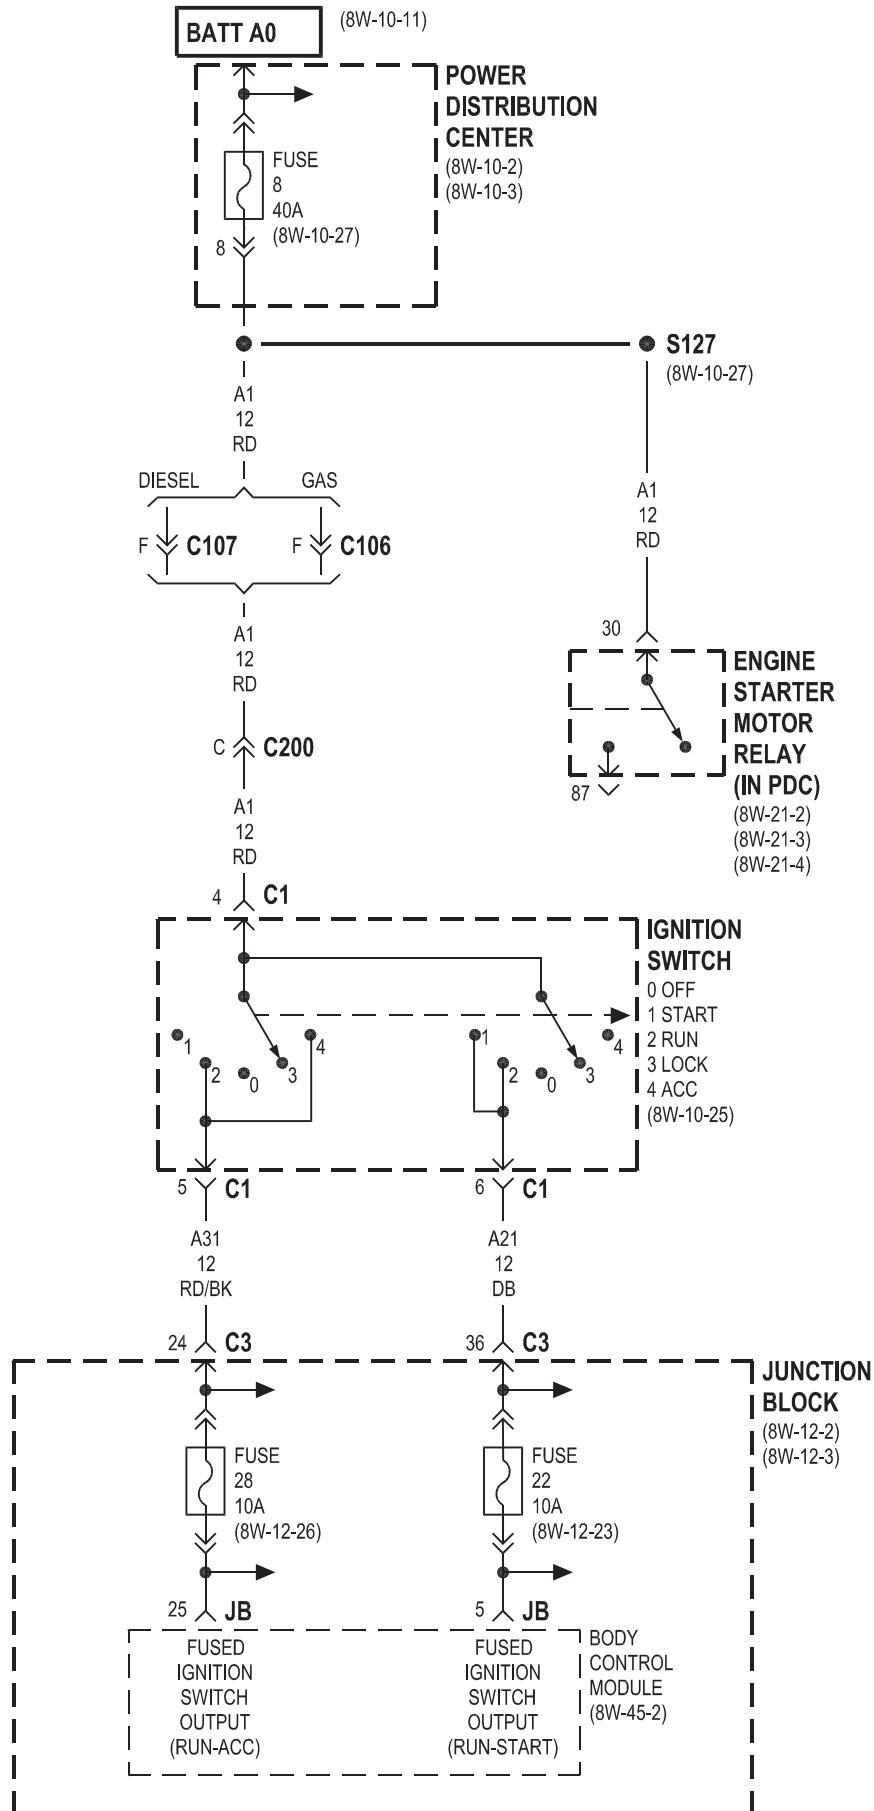 BATT A0
(8W-10-11)
POWER
DISTRIBUTION
CENTER
(8W-10-2)
(8W-10-3)
FUSE
8
40A
(8W-10-27)
8
S127
(8W-10-27)
A1
12
RD
DIESEL
GAS
F
C107
F
C106
A1
12
RD
A1
12
RD
30
ENGINE
STARTER
MOTOR
RELAY
(IN PDC)
(8W-21-2)
(8W-21-3)
(8W-21-4)
87
C
C200
A1
12
RD
4
C1
IGNITION
SWITCH
0 OFF
1 START
2 RUN
3 LOCK
4 ACC
(8W-10-25)
1
2
0
3
4
1
2
0
3
4
5
C1
6
C1
A31
12
RD/BK
A21
12
DB
24
C3
36
C3
JUNCTION
BLOCK
(8W-12-2)
(8W-12-3)
FUSE
28
10A
(8W-12-26)
FUSE
22
10A
(8W-12-23)
25
JB
5
JB
FUSED
IGNITION
SWITCH
OUTPUT
(RUN-ACC)
FUSED
IGNITION
SWITCH
OUTPUT
(RUN-START)
BODY
CONTROL
MODULE
(8W-45-2)